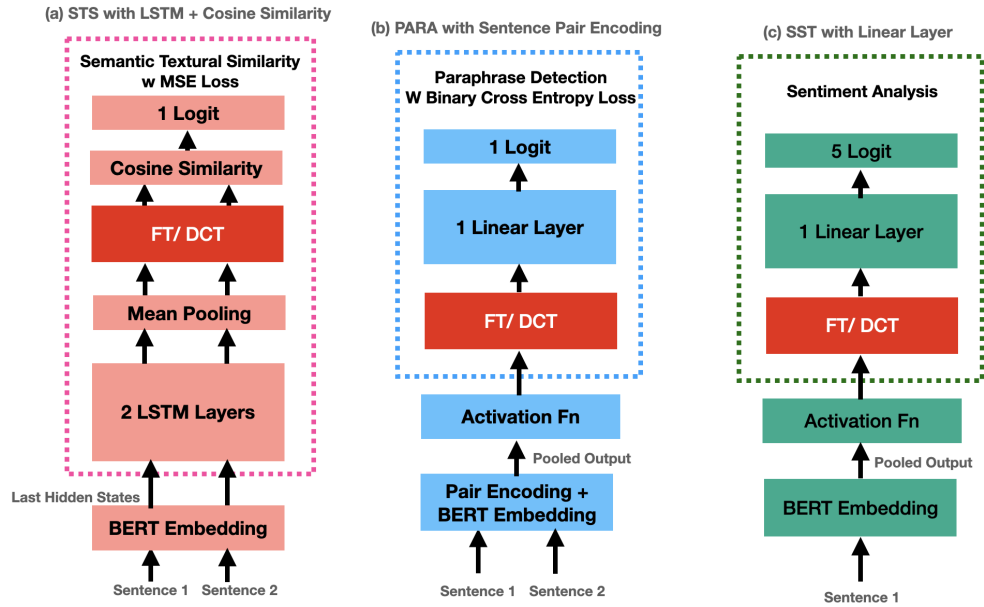 (a) STS with LSTM + Cosine Similarity
Semantic Textural Similarity
w MSE Loss
1 Logit
Cosine Similarity
FT/ DCT
Mean Pooling
2 LSTM Layers
Last Hidden States
BERT Embedding
Sentence 1
Sentence 2
(b) PARA with Sentence Pair Encoding
Paraphrase Detection
W Binary Cross Entropy Loss
1 Logit
1 Linear Layer
FT/ DCT
Activation Fn
Pooled Output
Pair Encoding +
BERT Embedding
Sentence 1
Sentence 2
(c) SST with Linear Layer
Sentiment Analysis
5 Logit
1 Linear Layer
FT/ DCT
Activation Fn
Pooled Output
BERT Embedding
Sentence 1